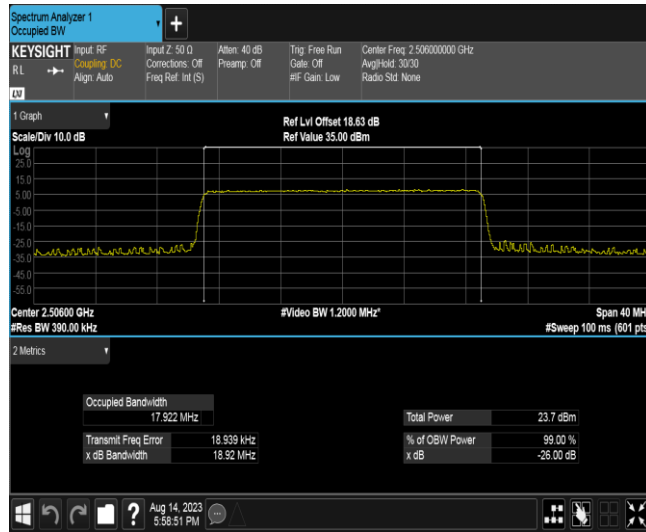 Spectrum Analyzer 1
Occupied BW
+
KEYSIGHT
RL
LXI
Input: RF
Coupling: DC
Align: Auto
Input Z: 50 Ω
Corrections: Off
Freq Ref: Int (S)
Atten: 40 dB
Preamp: Off
Trig: Free Run
Gate: Off
#IF Gain: Low
Center Freq: 2.506000000 GHz
Avg|Hold: 30/30
Radio Std: None
1 Graph
Scale/Div 10.0 dB
Ref Lvl Offset 18.63 dB
Ref Value 35.00 dBm
Log
25.0
15.0
5.00
-5.00
-15.0
-25.0
-35.0
-45.0
-55.0
Center 2.50600 GHz
#Video BW 1.2000 MHz*
Span 40 MH
#Res BW 390.00 kHz
#Sweep 100 ms (601 pts
2 Metrics
Occupied Bandwidth
17.922 MHz
Transmit Freq Error 18.939 kHz
x dB Bandwidth 18.92 MHz
Total Power 23.7 dBm
% of OBW Power 99.00 %
x dB -26.00 dB
?
Aug 14, 2023
5:58:51 PM